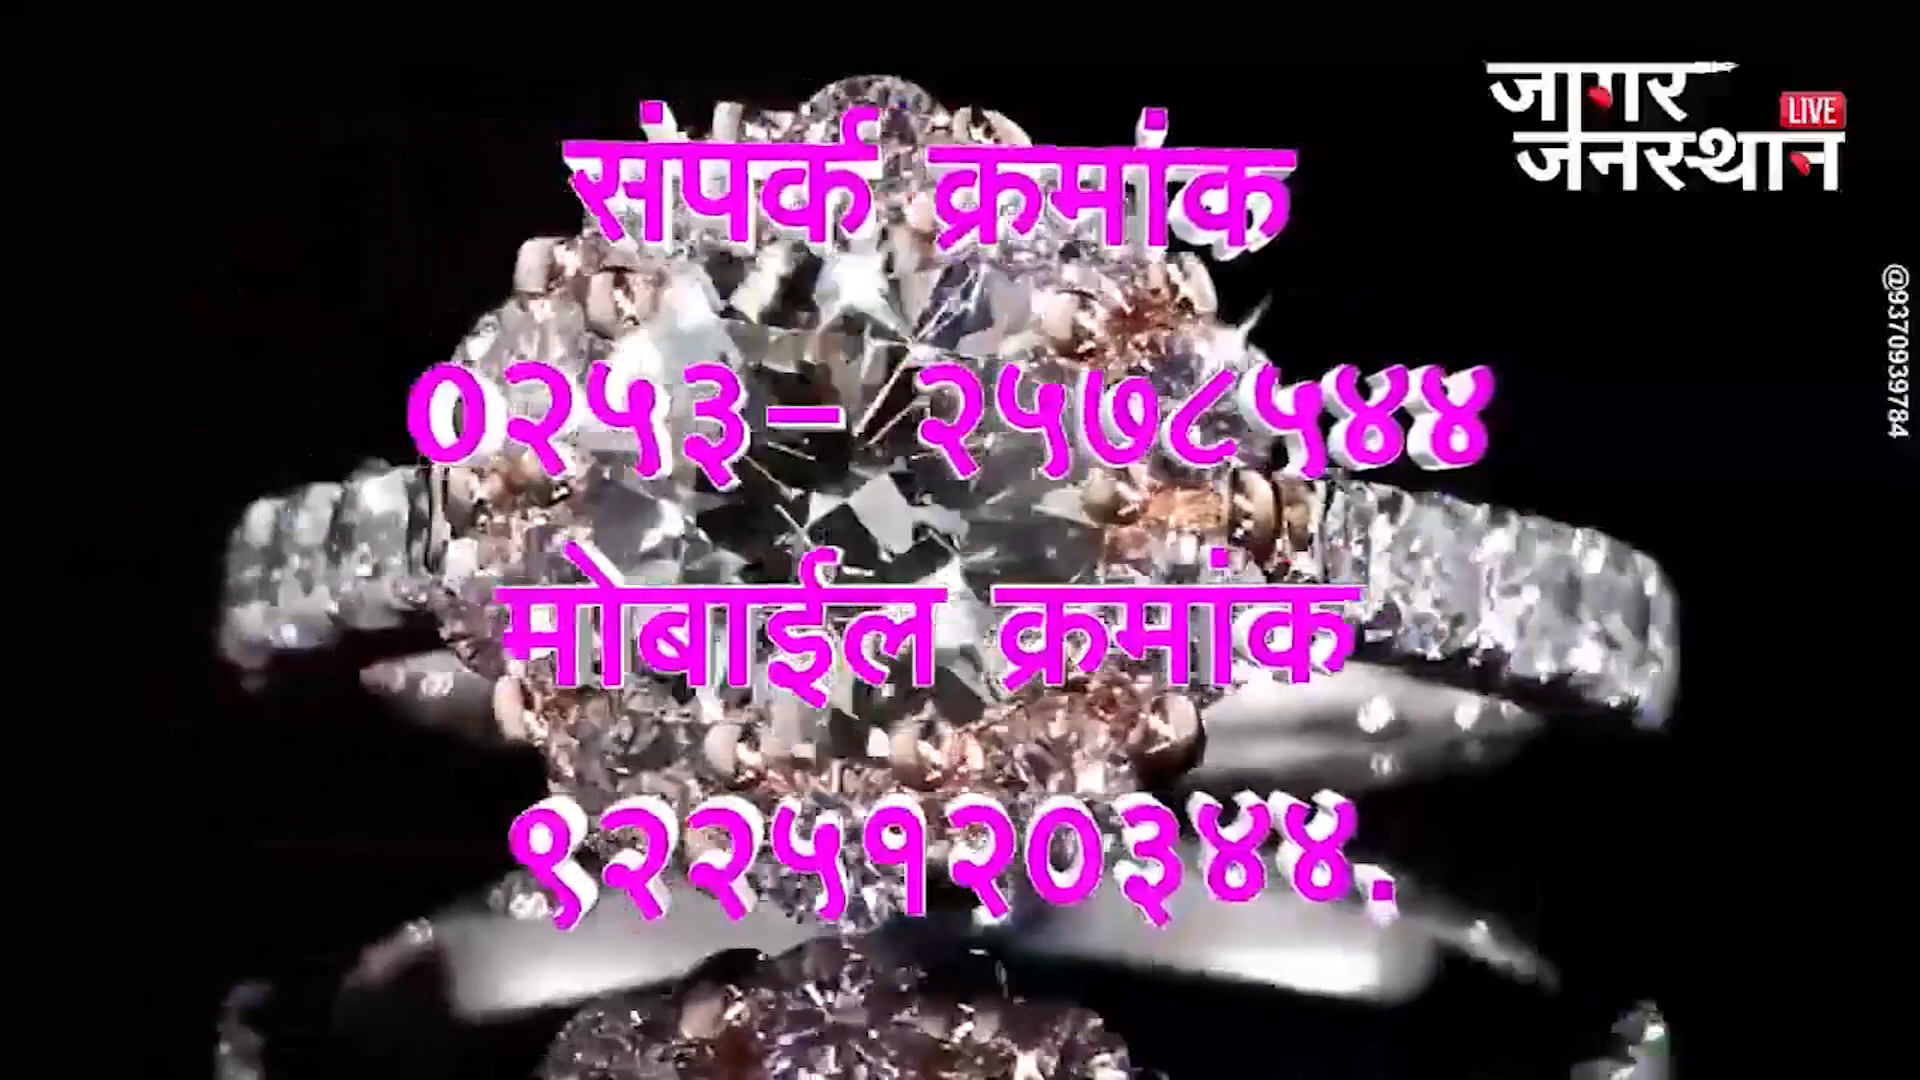 जागर
जनस्थान
LIVE
@9370939784
संपर्क क्रमांक
०२५३- २५७८५४४
मोबाईल क्रमांक
९२२५१२०३४४.